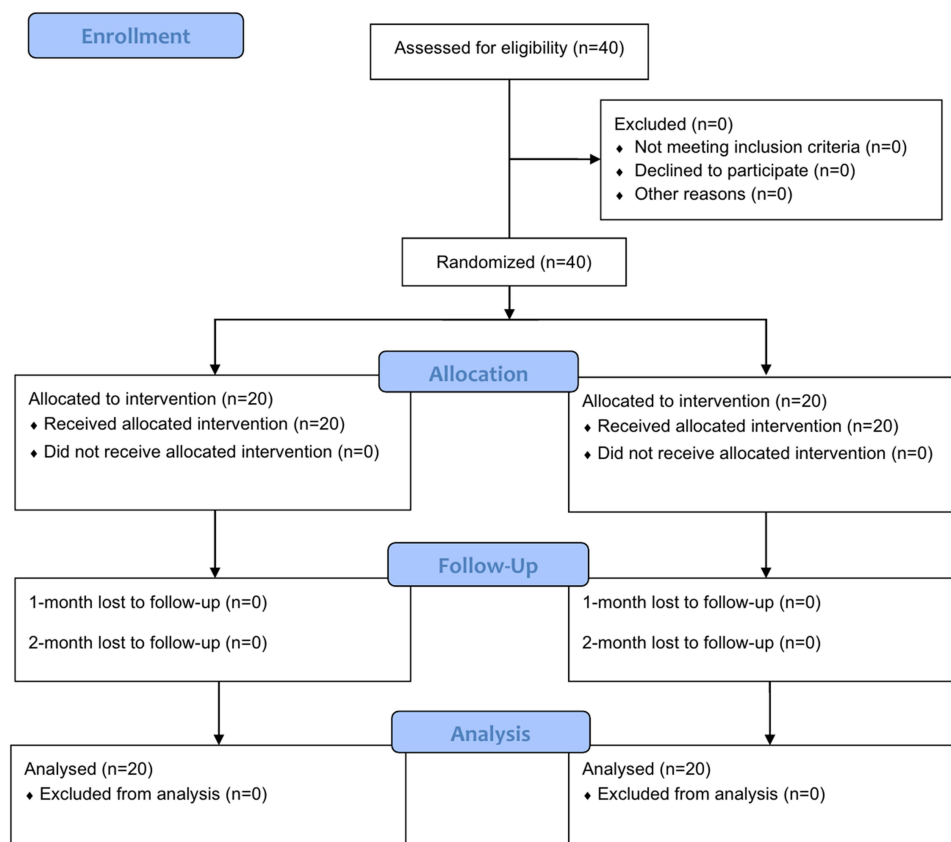 Enrollment
Assessed for eligibility (n=40)
Excluded (n=0)
♦ Not meeting inclusion criteria (n=0)
♦ Declined to participate (n=0)
♦ Other reasons (n=0)
Randomized (n=40)
Allocation
Allocated to intervention (n=20)
♦ Received allocated intervention (n=20)
♦ Did not receive allocated intervention (n=0)
Allocated to intervention (n=20)
♦ Received allocated intervention (n=20)
♦ Did not receive allocated intervention (n=0)
Follow-Up
1-month lost to follow-up (n=0)
2-month lost to follow-up (n=0)
1-month lost to follow-up (n=0)
2-month lost to follow-up (n=0)
Analysis
Analysed (n=20)
♦ Excluded from analysis (n=0)
Analysed (n=20)
♦ Excluded from analysis (n=0)